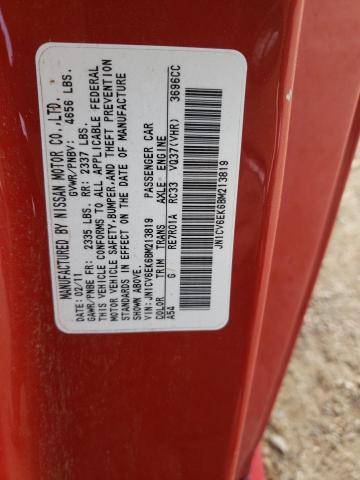 MANUFACTURED BY NISSAN MOTOR CO.,LTD.
DATE: 02/11 GVWR/PNBV: 4656 LBS.
GAWR/PNBE FR: 2335 LBS. RR: 2337 LBS.
THIS VEHICLE CONFORMS TO ALL APPLICABLE FEDERAL
MOTOR VEHICLE SAFETY, BUMPER, AND THEFT PREVENTION
STANDARDS IN EFFECT ON THE DATE OF MANUFACTURE
SHOWN ABOVE.
VIN: JN1CV6EK6BM213819 PASSENGER CAR
COLOR TRIM TRANS AXLE ENGINE
A54 G RE7R01A RC33 VQ37(VHR) 3696CC
JN1CV6EK6BM213819